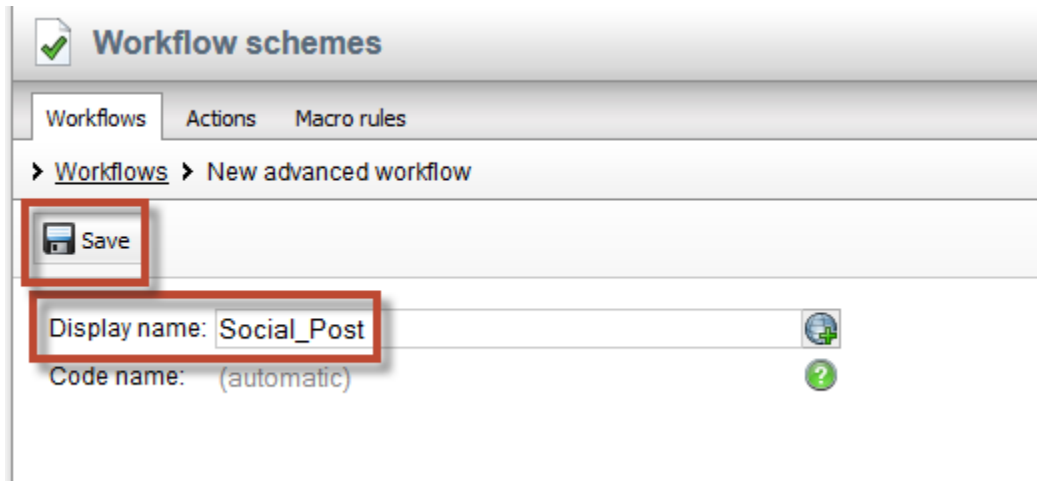 Workflow schemes
Workflows Actions Macro rules
Workflows New advanced workflow
Save
Display name: Social_Post
Code name: (automatic)